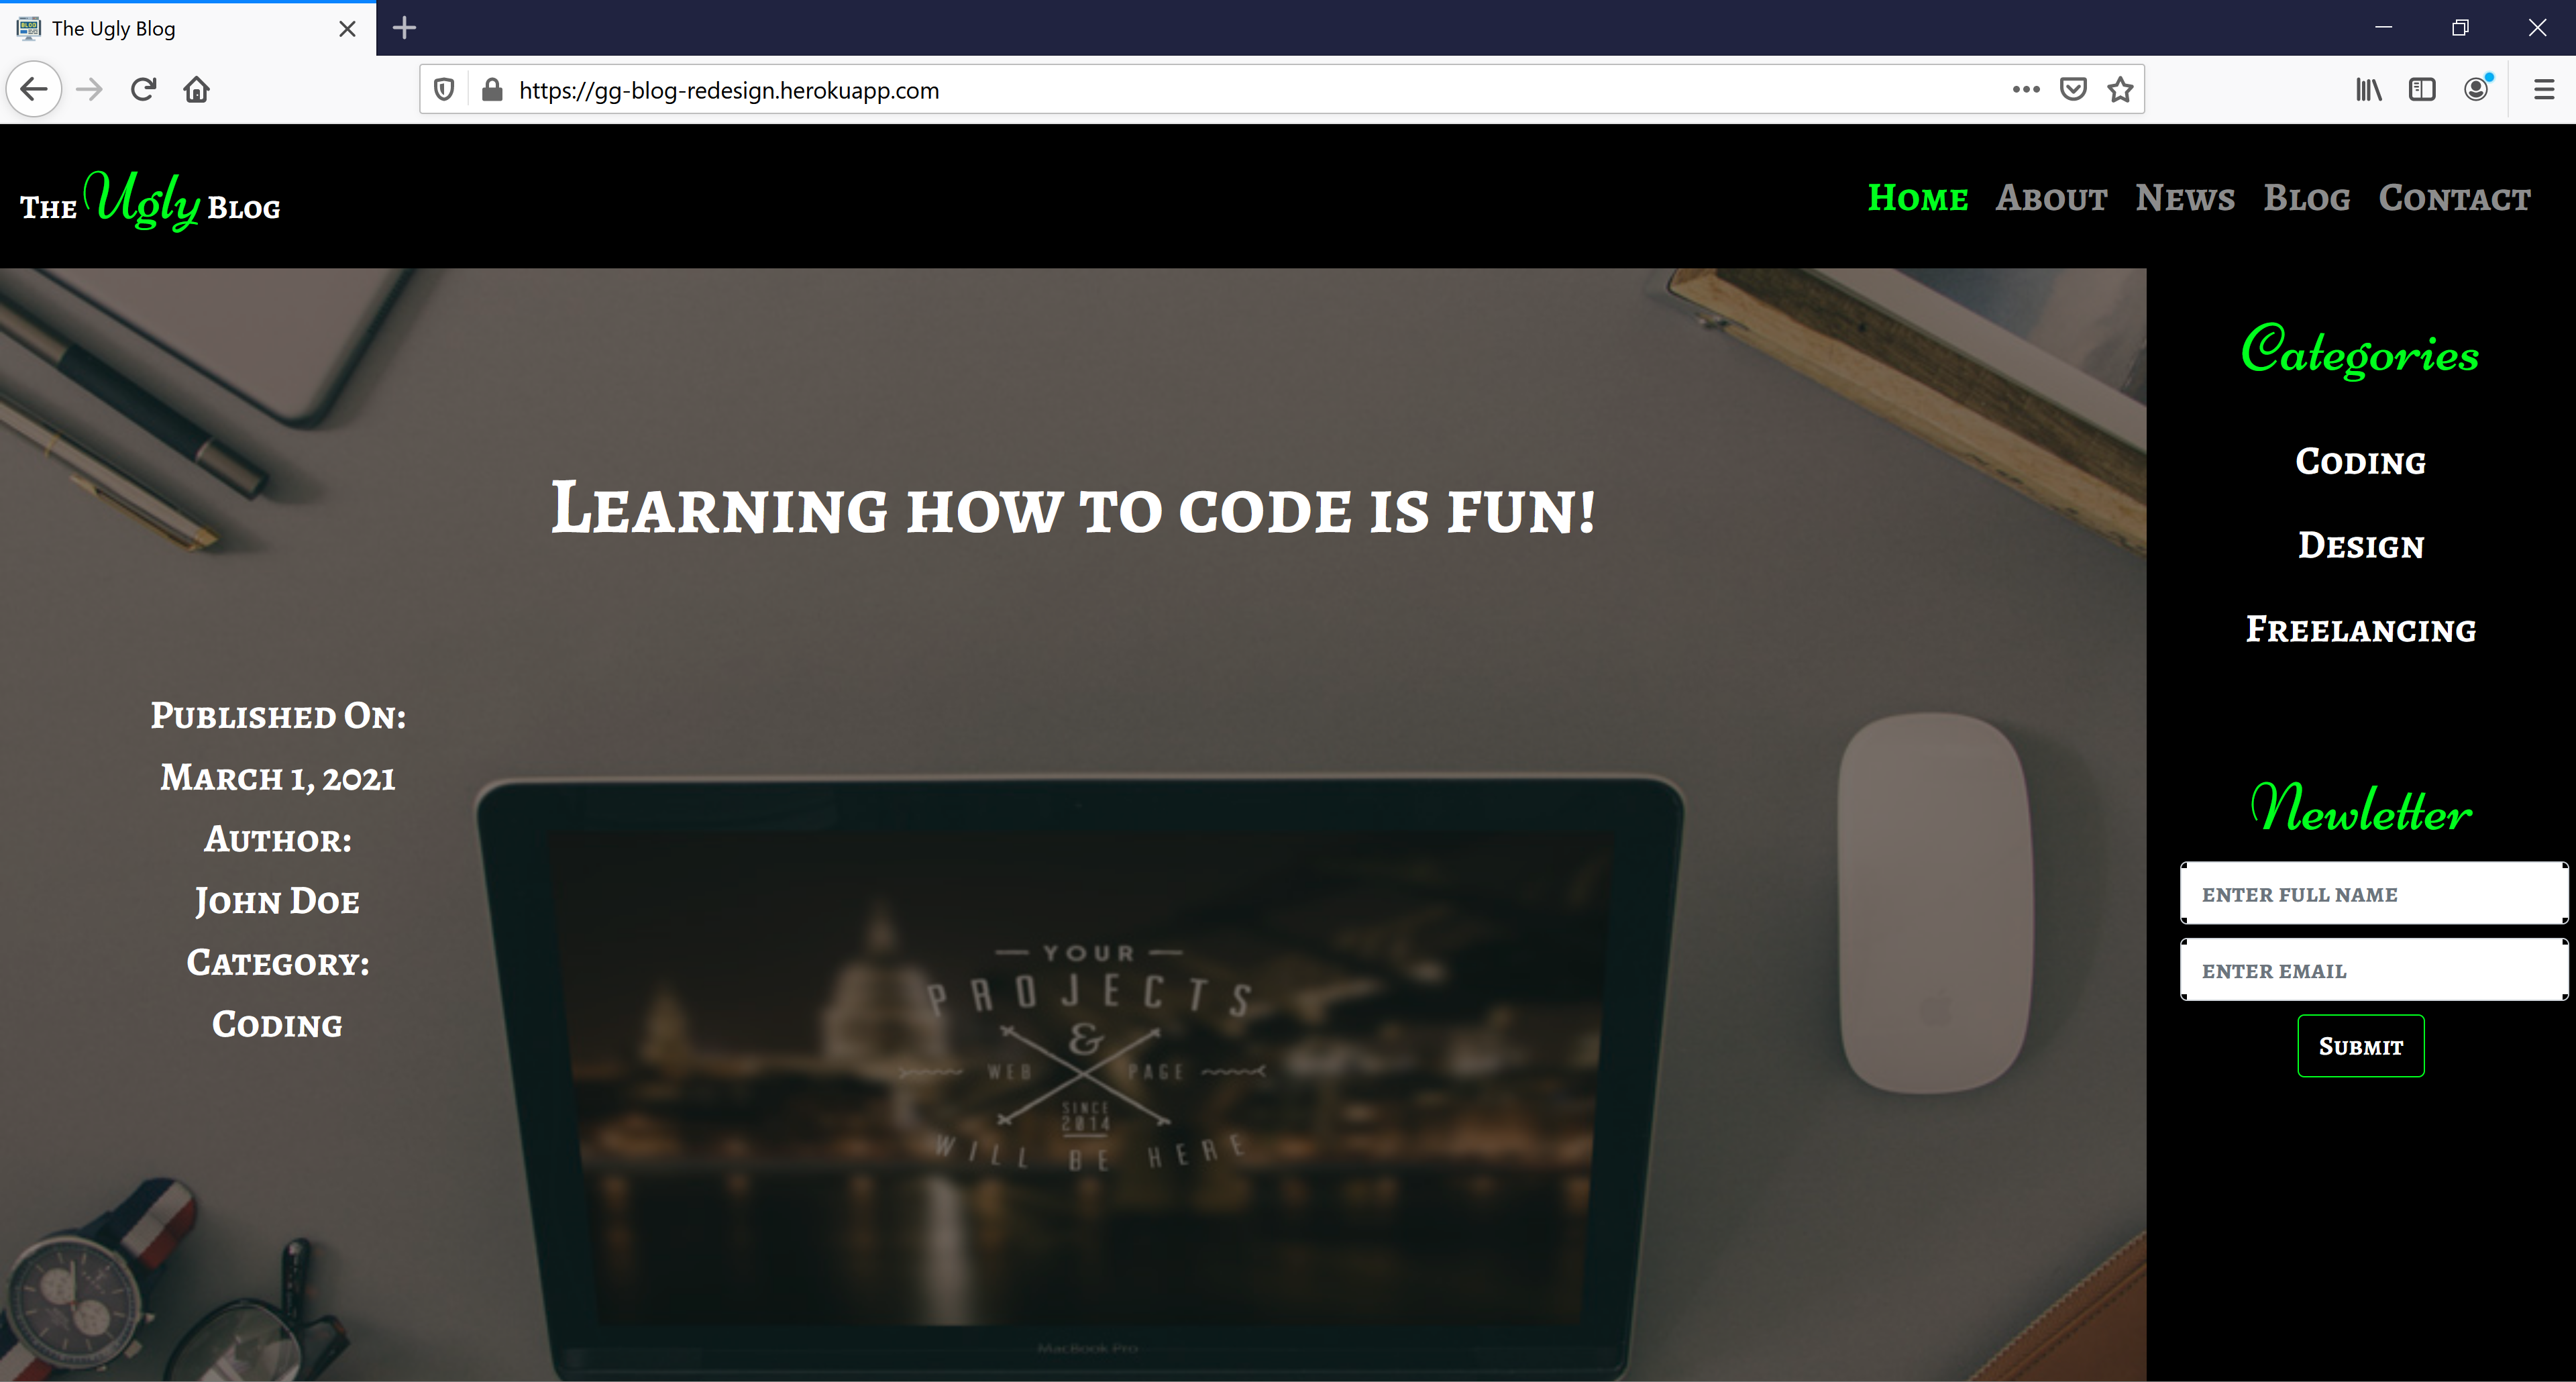 The Ugly Blog
https://gg-blog-redesign.herokuapp.com
The Ugly Blog
Home About News Blog Contact
Categories
Coding
Design
Freelancing
Learning how to code is fun!
Published On:
March 1, 2021
Author:
John Doe
Category:
Coding
YOUR
PROJECTS
&
WEB PAGE
SINCE
2014
WILL BE HERE
MacBook Pro
Newletter
Enter full name
Enter email
Submit